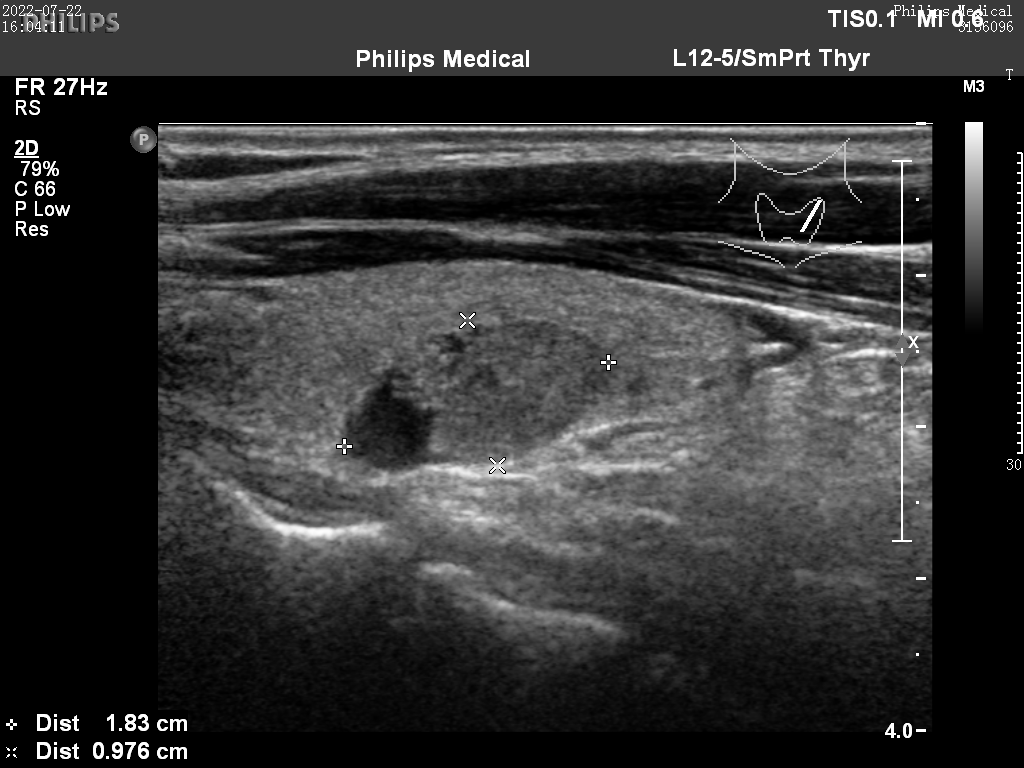 2022-07-22
16:04:11
PHILIPS
TIS0.1 MI 0.6
Philips Medical
Philips Medical
L12-5/SmPrt Thyr
T
FR 27Hz
RS
M3
P
2D
79%
C 66
P Low
Res
X
30
4.0
Dist 1.83 cm
Dist 0.976 cm